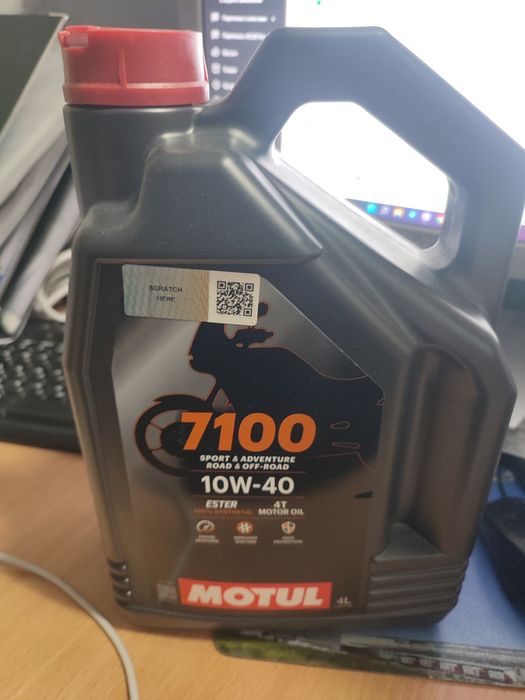 SCRATCH
HERE
7100
SPORT & ADVENTURE
ROAD & OFF-ROAD
10W-40
ESTER
100% SYNTHETIC
4T
MOTOR OIL
MOTUL
4L